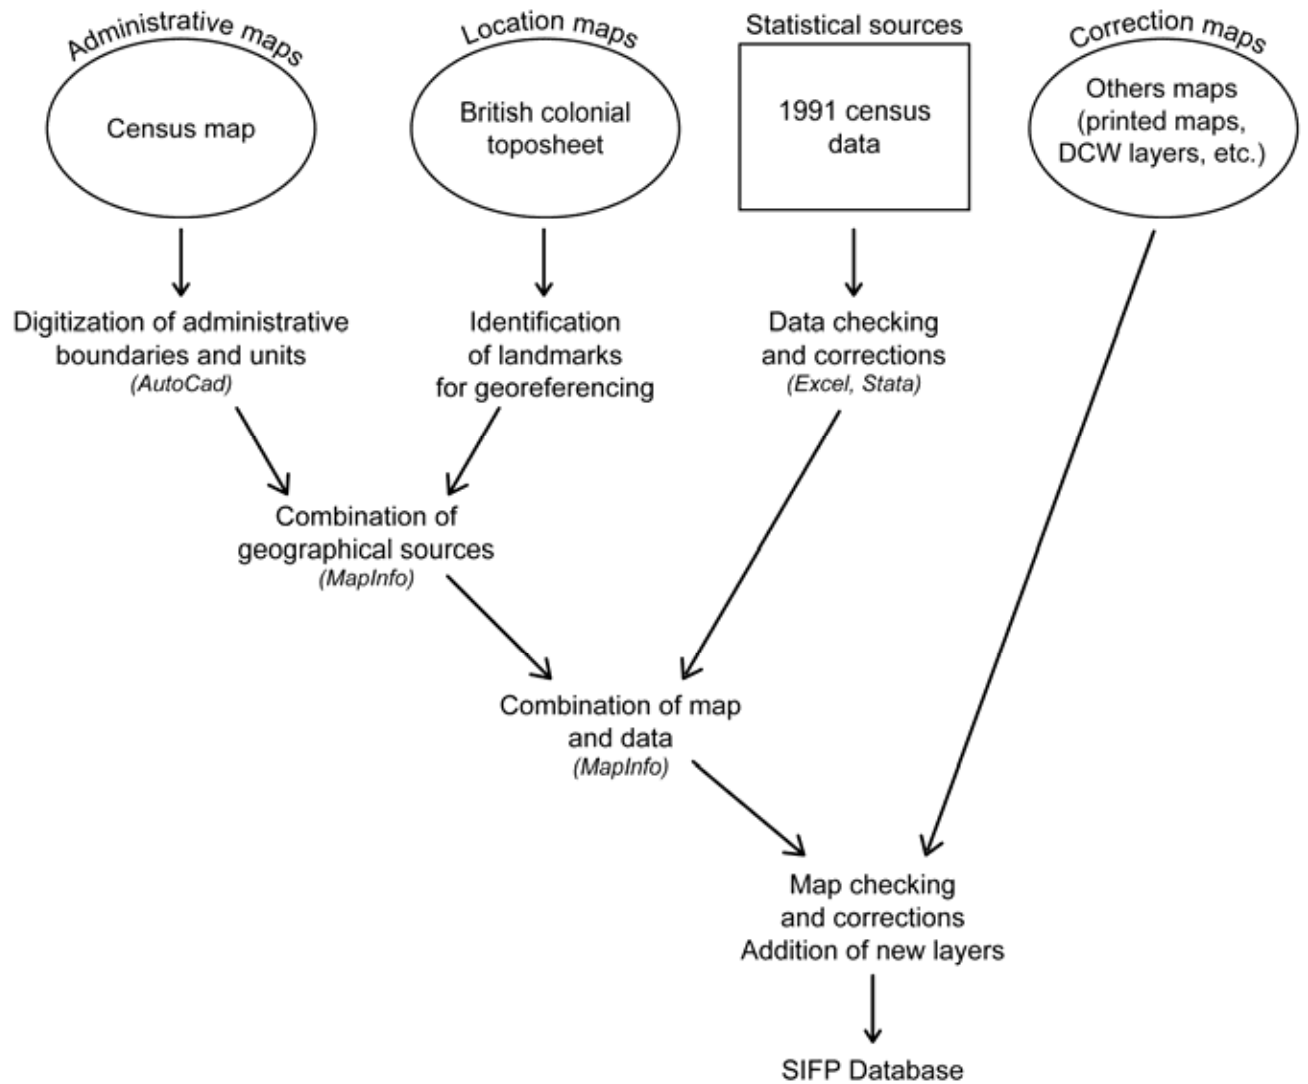 Administrative maps
Census map
Location maps
British colonial
toposheet
Statistical sources
1991 census
data
Correction maps
Others maps
(printed maps,
DCW layers, etc.)
Digitization of administrative
boundaries and units
(AutoCad)
Identification
of landmarks
for georeferencing
Data checking
and corrections
(Excel, Stata)
Combination of
geographical sources
(MapInfo)
Combination of map
and data
(MapInfo)
Map checking
and corrections
Addition of new layers
SIFP Database